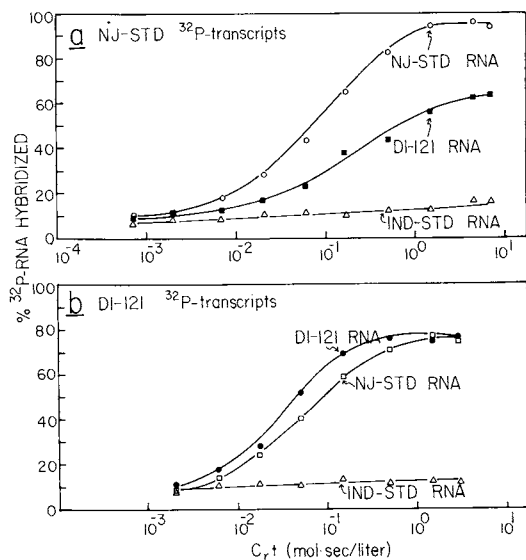 a NJ-STD ³²P-transcripts
100
80
60
40
20
0
NJ-STD RNA
DI-121 RNA
IND-STD RNA
10⁻⁴ 10⁻³ 10⁻² 10⁻¹ 10⁰ 10¹
% ³²P-RNA HYBRIDIZED
b DI-121 ³²P-transcripts
100
80
60
40
20
0
DI-121 RNA
NJ-STD RNA
IND-STD RNA
10⁻³ 10⁻² 10⁻¹ 10⁰ 10¹
Cᵣt (mol·sec/liter)